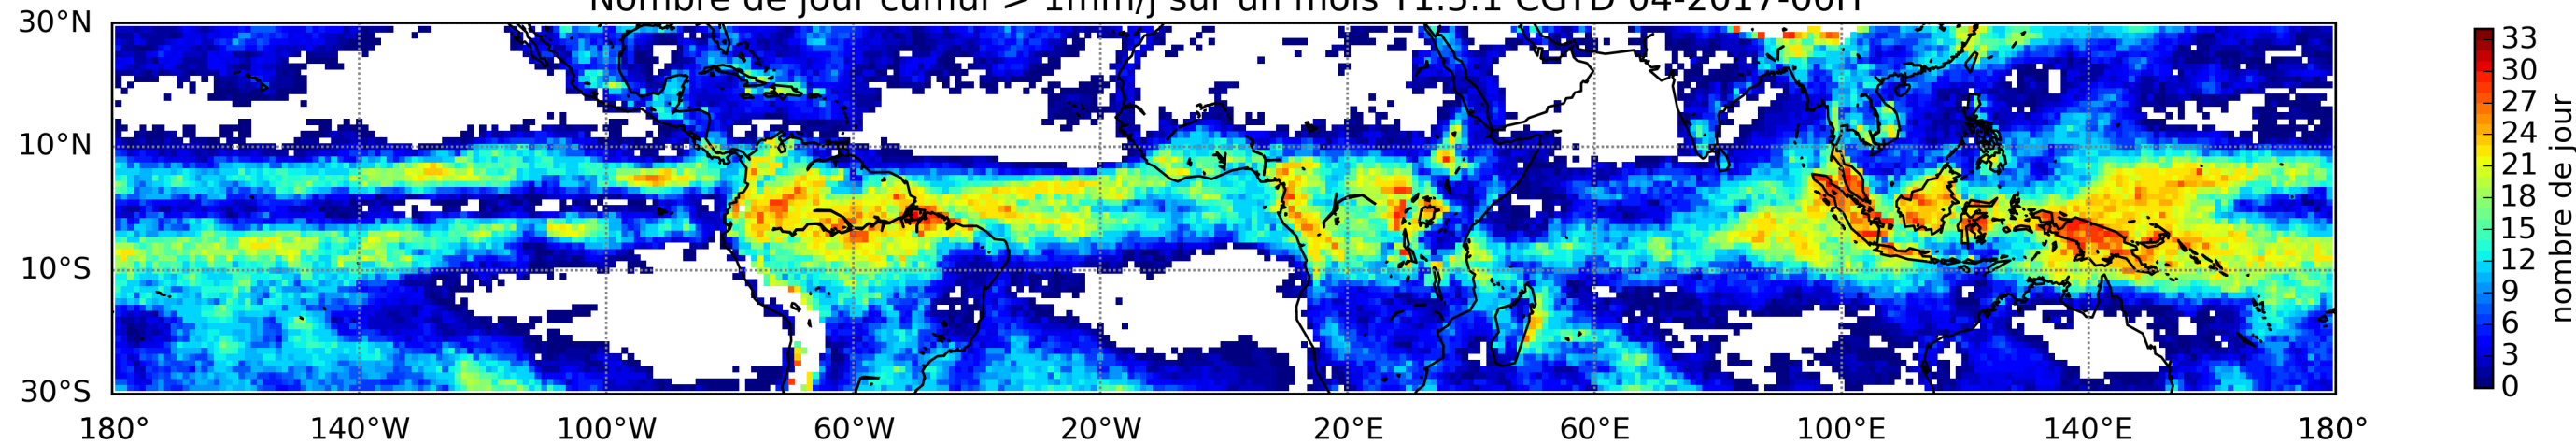 Nombre de jour cumul > 1mm/j sur un mois T1.5.1 CGTD 04-2017-00H
30°N
10°N
10°S
30°S
180° 140°W 100°W 60°W 20°W 20°E 60°E 100°E 140°E 180°
33
30
27
24
21
18
15
12
9
6
3
0
nombre de jour